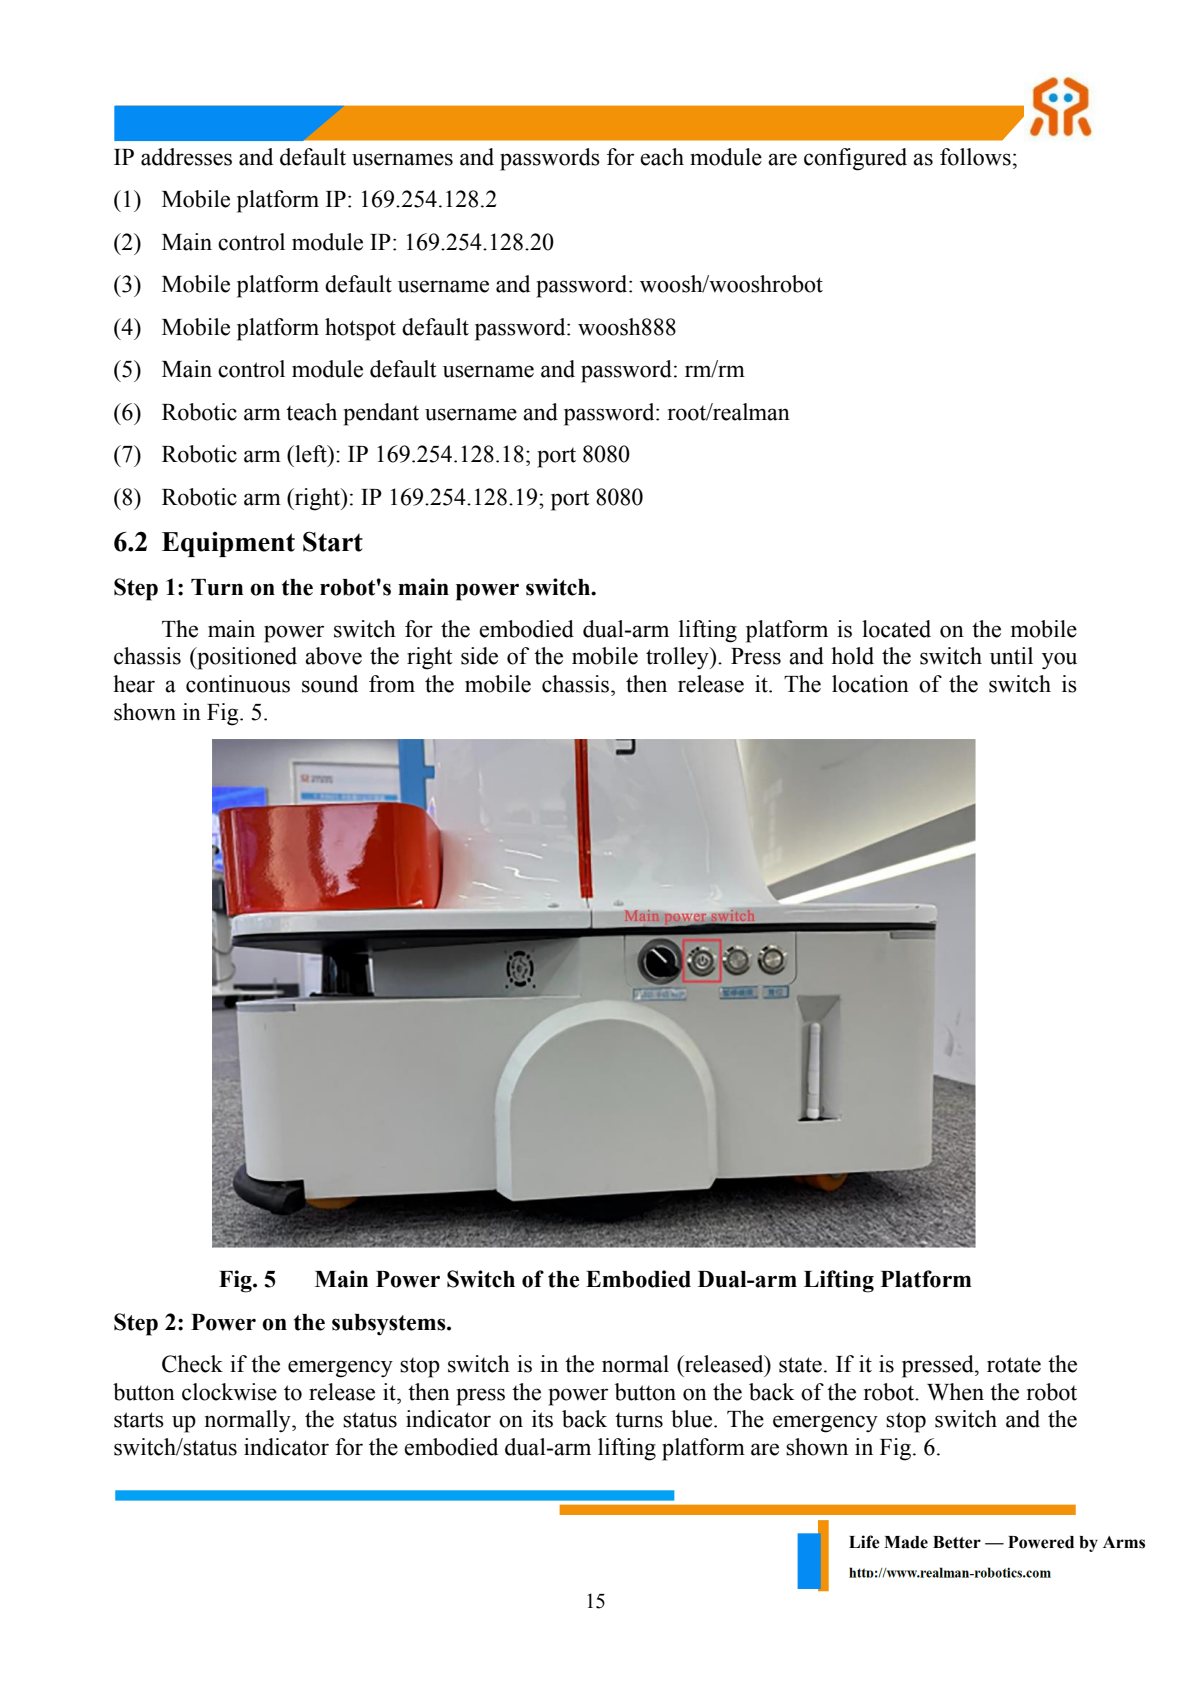 IP addresses and default usernames and passwords for each module are configured as follows;
(1) Mobile platform IP: 169.254.128.2
(2) Main control module IP: 169.254.128.20
(3) Mobile platform default username and password: woosh/wooshrobot
(4) Mobile platform hotspot default password: woosh888
(5) Main control module default username and password: rm/rm
(6) Robotic arm teach pendant username and password: root/realman
(7) Robotic arm (left): IP 169.254.128.18; port 8080
(8) Robotic arm (right): IP 169.254.128.19; port 8080
6.2 Equipment Start
Step 1: Turn on the robot's main power switch.
The main power switch for the embodied dual-arm lifting platform is located on the mobile
chassis (positioned above the right side of the mobile trolley). Press and hold the switch until you
hear a continuous sound from the mobile chassis, then release it. The location of the switch is
shown in Fig. 5.
Main power switch
Fig. 5 Main Power Switch of the Embodied Dual-arm Lifting Platform
Step 2: Power on the subsystems.
Check if the emergency stop switch is in the normal (released) state. If it is pressed, rotate the
button clockwise to release it, then press the power button on the back of the robot. When the robot
starts up normally, the status indicator on its back turns blue. The emergency stop switch and the
switch/status indicator for the embodied dual-arm lifting platform are shown in Fig. 6.
Life Made Better — Powered by Arms
http://www.realman-robotics.com
15